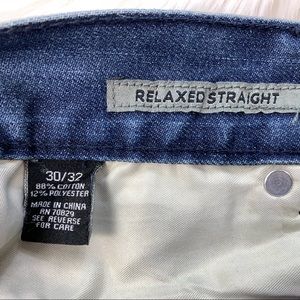 RELAXED STRAIGHT
30/32
88% COTTON
12% POLYESTER
MADE IN CHINA
RN 70829
SEE REVERSE
FOR CARE